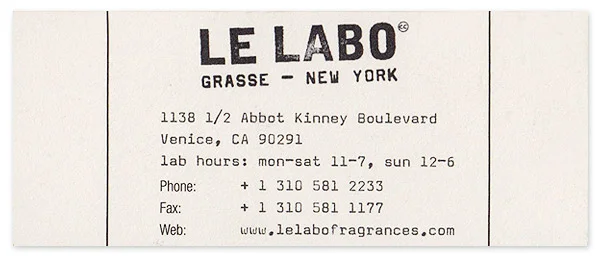 LE LABO
GRASSE — NEW YORK
1138 1/2 Abbot Kinney Boulevard
Venice, CA 90291
lab hours: mon-sat 11-7, sun 12-6
Phone: + 1 310 581 2233
Fax: + 1 310 581 1177
Web: www.lelabofragrances.com